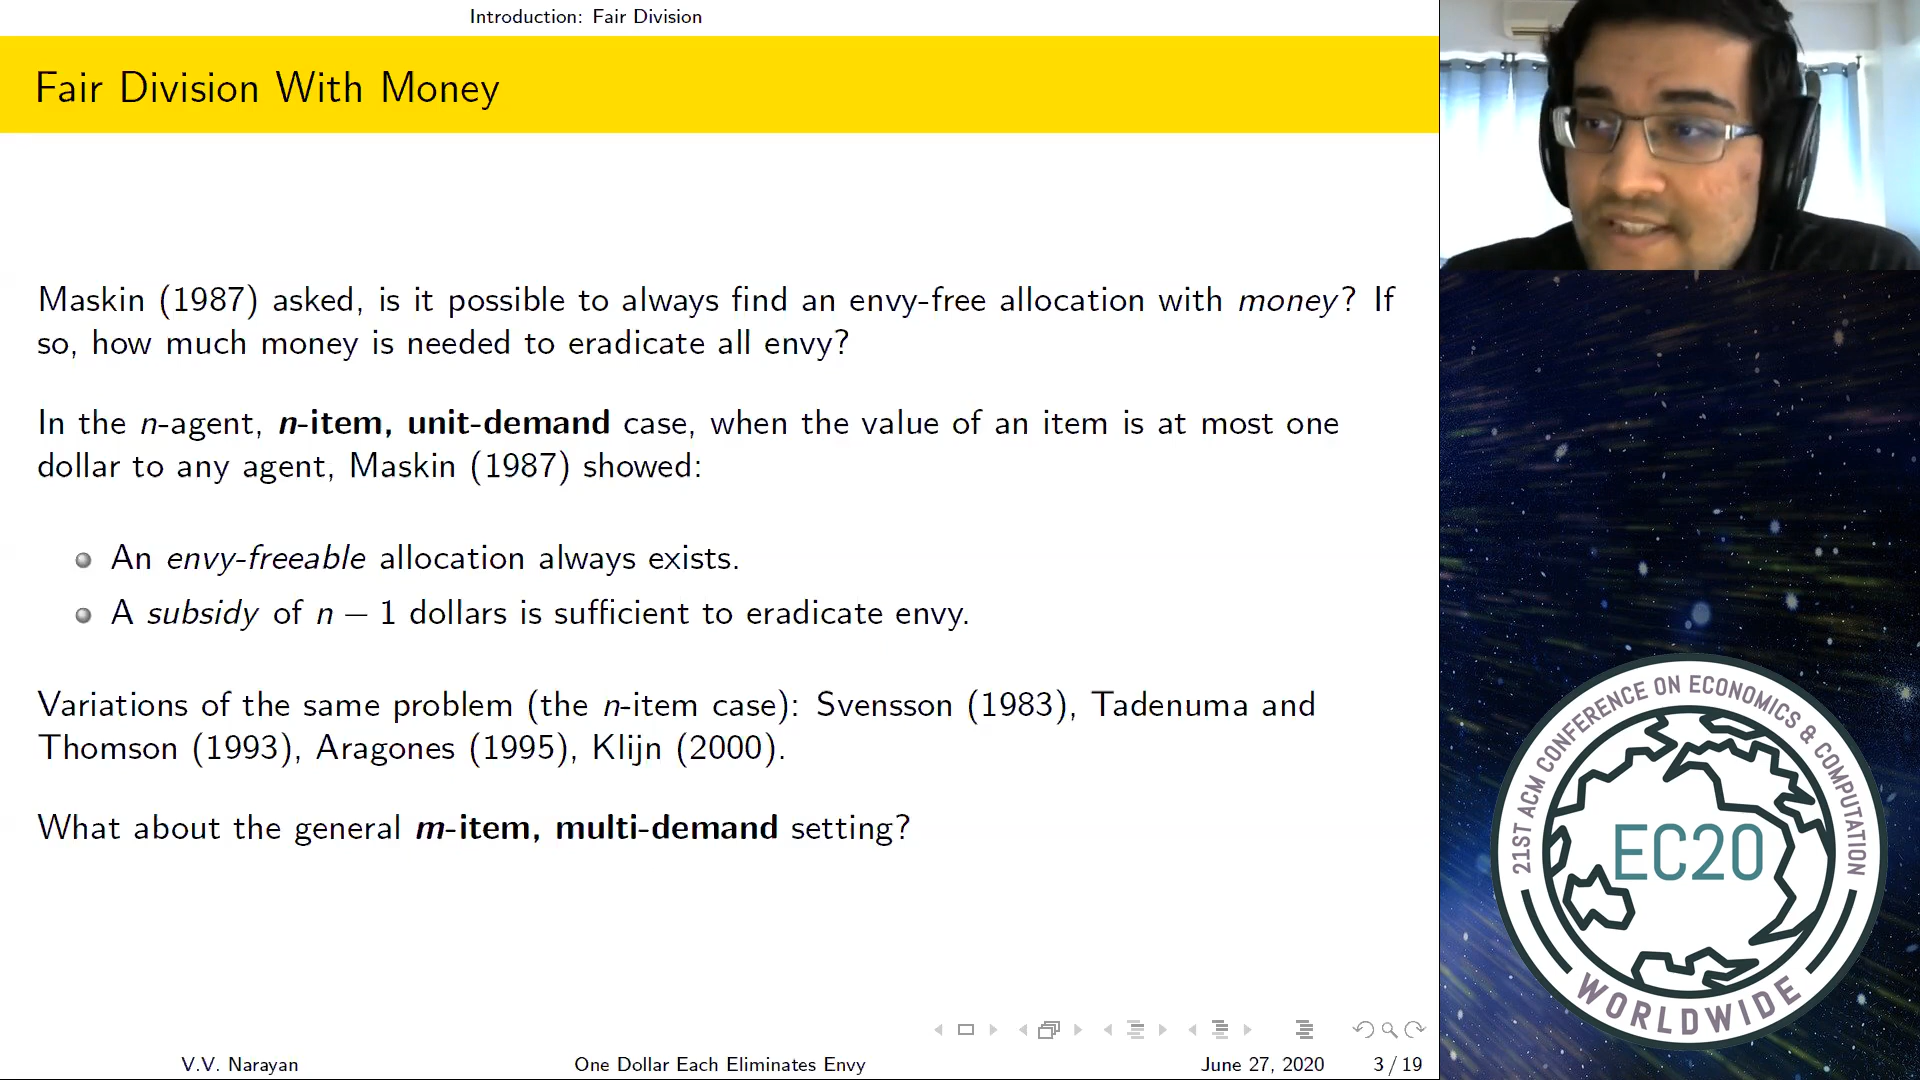 Introduction: Fair Division
Fair Division With Money
Maskin (1987) asked, is it possible to always find an envy-free allocation with money? If
so, how much money is needed to eradicate all envy?
In the n-agent, n-item, unit-demand case, when the value of an item is at most one
dollar to any agent, Maskin (1987) showed:
An envy-freeable allocation always exists.
A subsidy of n − 1 dollars is sufficient to eradicate envy.
Variations of the same problem (the n-item case): Svensson (1983), Tadenuma and
Thomson (1993), Aragones (1995), Klijn (2000).
What about the general m-item, multi-demand setting?
V.V. Narayan
One Dollar Each Eliminates Envy
June 27, 2020
3 / 19
21ST ACM CONFERENCE ON ECONOMICS & COMPUTATION
EC20
WORLDWIDE